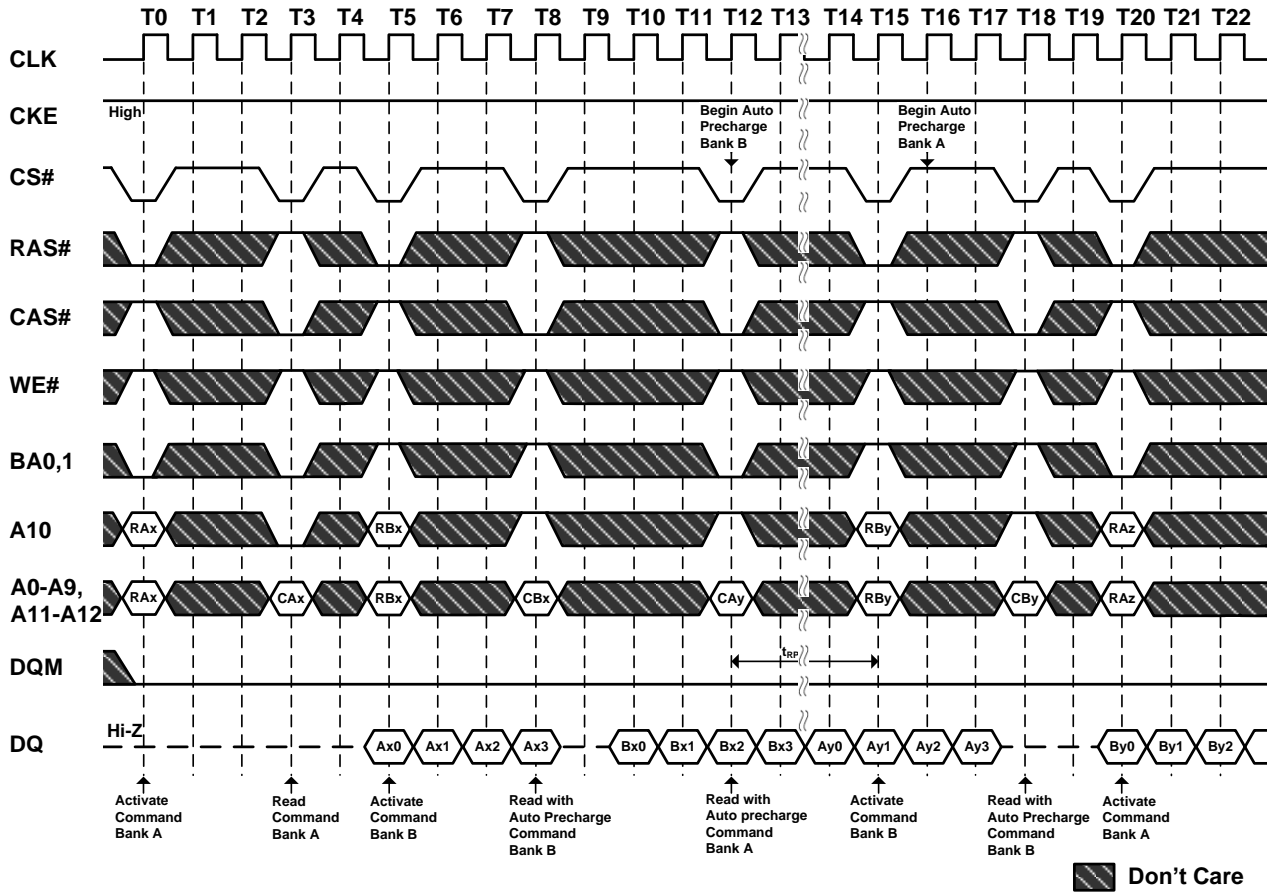 T0 T1 T2 T3 T4 T5 T6 T7 T8 T9 T10 T11 T12 T13 T14 T15 T16 T17 T18 T19 T20 T21 T22
CLK
CKE
High
Begin Auto
Precharge
Bank B
Begin Auto
Precharge
Bank A
CS#
RAS#
CAS#
WE#
BA0,1
A10
RAx RBx RBy RAz
A0-A9,
A11-A12
RAx CAx RBx CBx CAy RBy CBy RAz
DQM
tRP
DQ
Hi-Z
Ax0 Ax1 Ax2 Ax3 Bx0 Bx1 Bx2 Bx3 Ay0 Ay1 Ay2 Ay3 By0 By1 By2
Activate
Command
Bank A
Read
Command
Bank A
Activate
Command
Bank B
Read with
Auto Precharge
Command
Bank B
Read with
Auto precharge
Command
Bank A
Activate
Command
Bank B
Read with
Auto Precharge
Command
Bank B
Activate
Command
Bank A
Don't Care